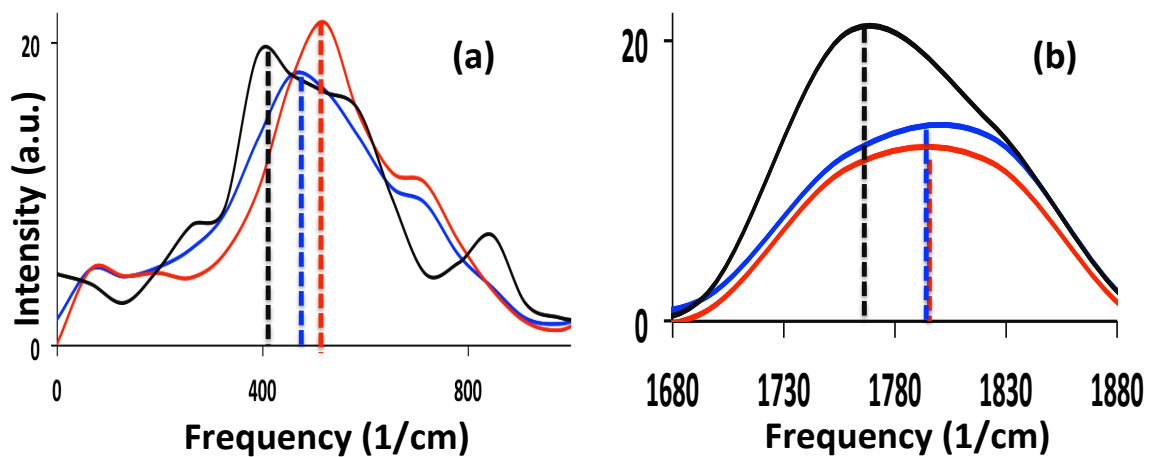 (a)
20
0
Intensity (a.u.)
0 400 800
Frequency (1/cm)
(b)
20
0
1680 1730 1780 1830 1880
Frequency (1/cm)